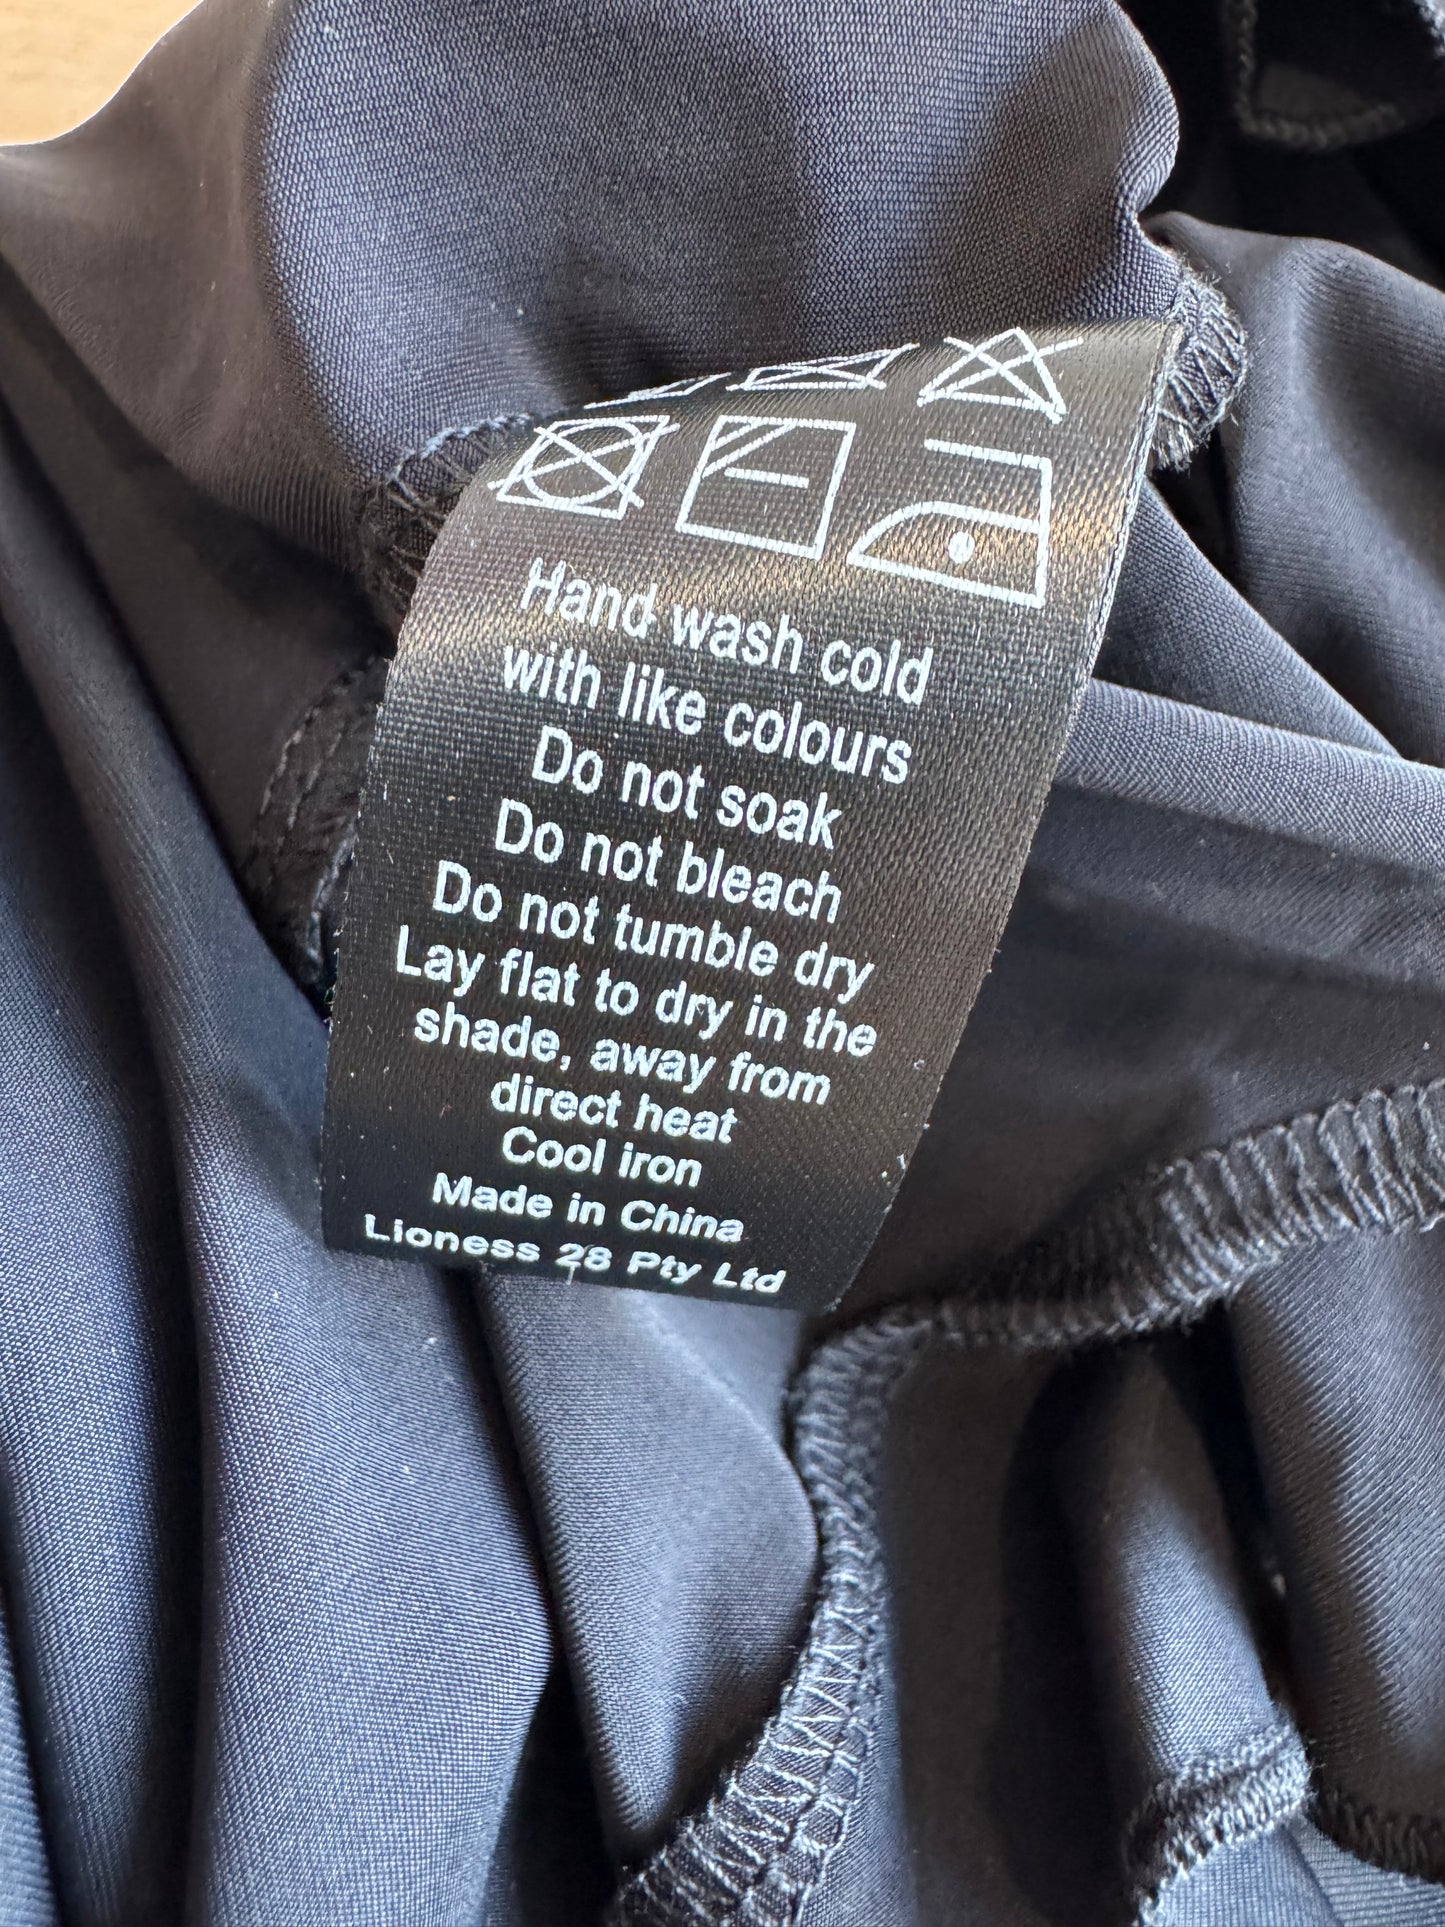 Hand wash cold
with like colours
Do not soak
Do not bleach
Do not tumble dry
Lay flat to dry in the
shade, away from
direct heat
Cool iron
Made in China
Lioness 28 Pty Ltd